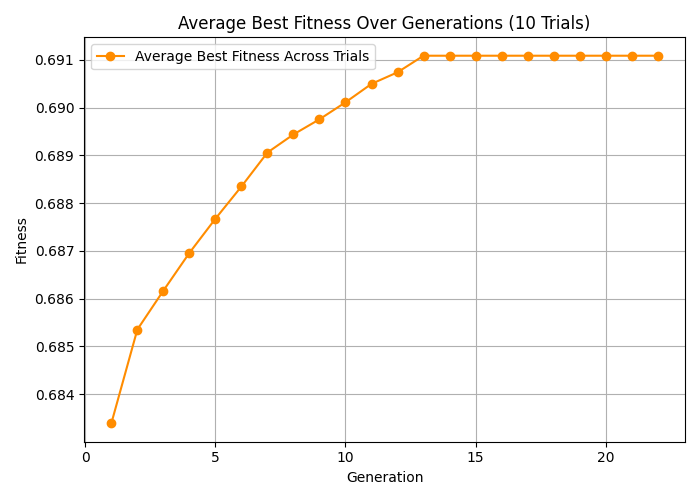 Average Best Fitness Over Generations (10 Trials)
Average Best Fitness Across Trials
Fitness
0.691
0.690
0.689
0.688
0.687
0.686
0.685
0.684
0 5 10 15 20
Generation